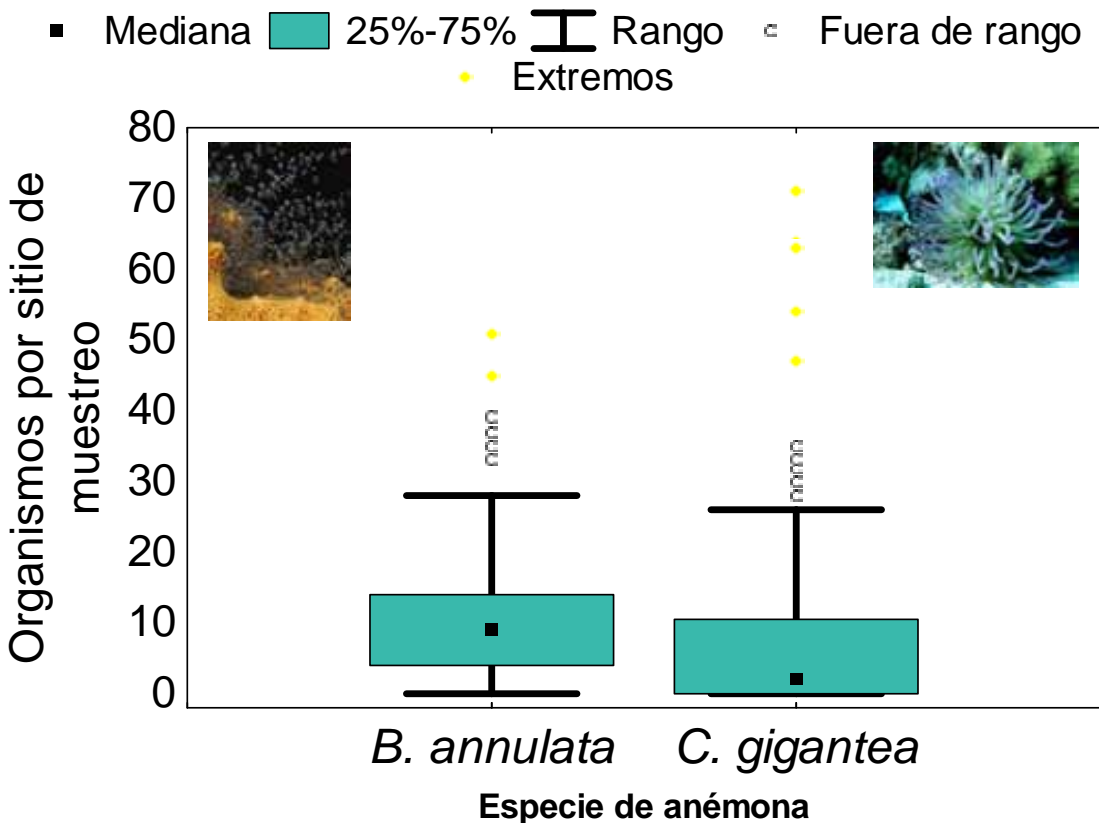 Mediana 25%-75% Rango Fuera de rango
Extremos
80
70
60
50
40
30
20
10
0
Organismos por sitio de
muestreo
B. annulata C. gigantea
Especie de anémona